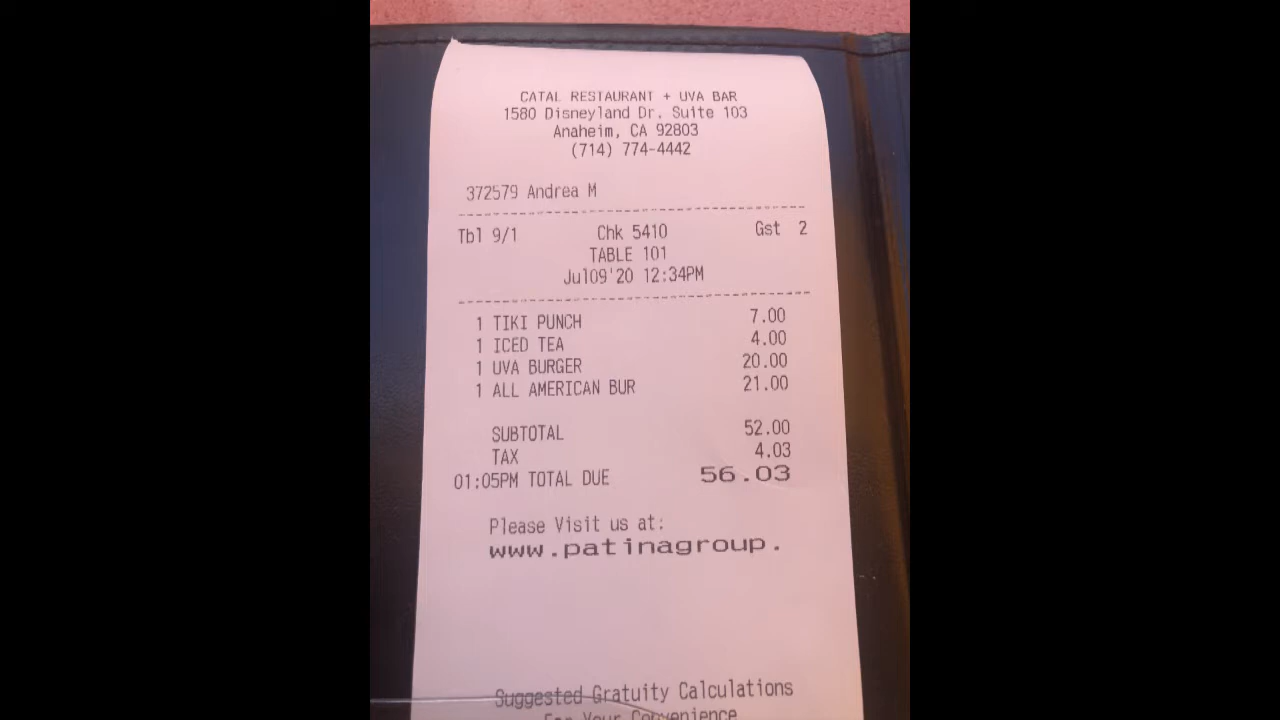 CATAL RESTAURANT + UVA BAR
1580 Disneyland Dr. Suite 103
Anaheim, CA 92803
(714) 774-4442
372579 Andrea M
Tbl 9/1 Chk 5410 Gst 2
TABLE 101
Jul09'20 12:34PM
1 TIKI PUNCH 7.00
1 ICED TEA 4.00
1 UVA BURGER 20.00
1 ALL AMERICAN BUR 21.00
SUBTOTAL 52.00
TAX 4.03
01:05PM TOTAL DUE 56.03
Please Visit us at:
www.patinagroup.
Suggested Gratuity Calculations
For Your Convenience